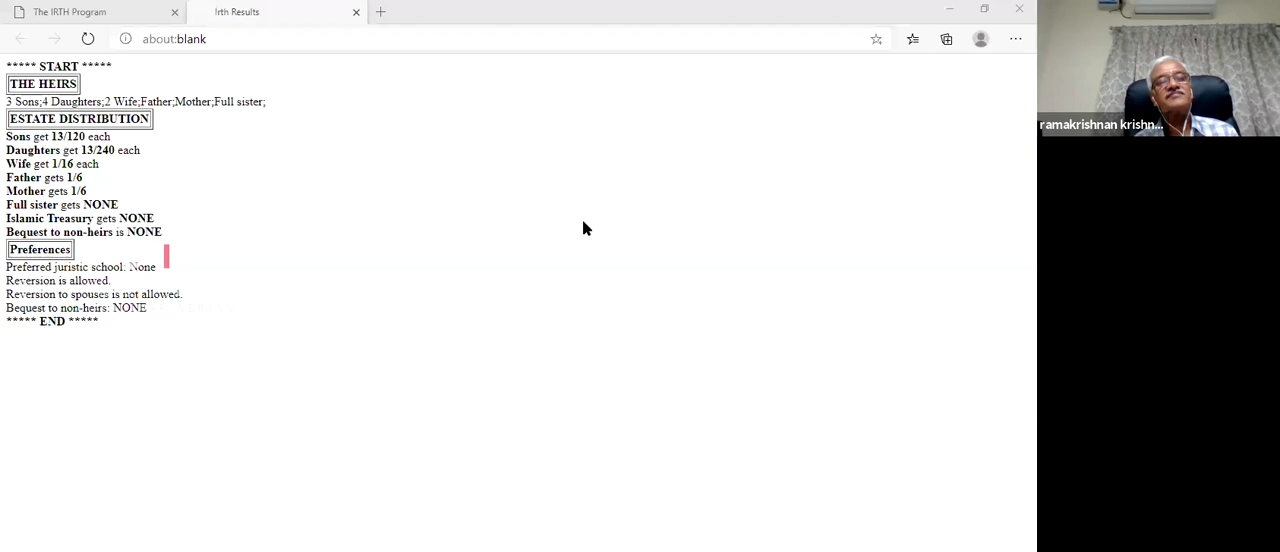 The IRTH Program
Irth Results
about:blank
***** START *****
THE HEIRS
3 Sons;4 Daughters;2 Wife;Father;Mother;Full sister;
ESTATE DISTRIBUTION
Sons get 13/120 each
Daughters get 13/240 each
Wife get 1/16 each
Father gets 1/6
Mother gets 1/6
Full sister gets NONE
Islamic Treasury gets NONE
Bequest to non-heirs is NONE
Preferences
Preferred juristic school: None
Reversion is allowed.
Reversion to spouses is not allowed.
Bequest to non-heirs: NONE
***** END *****
ramakrishnan krishn...